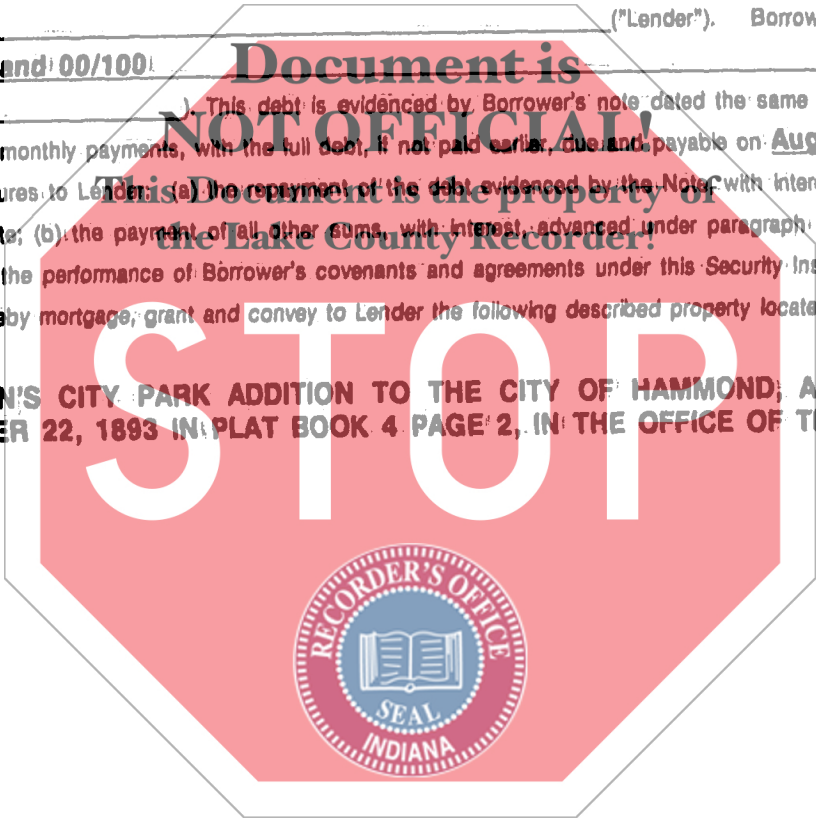 ("Lender"). Borrow
and 00/100
Document is
). This debt is evidenced by Borrower's note dated the same
NOT OFFICIAL!
monthly payments, with the full debt, if not paid earlier, due and payable on Aug
This Document is the property of
ures to Lender: (a) the repayment of the debt evidenced by the Note, with inter
the Lake County Recorder!
e; (b) the payment of all other sums, with interest, advanced under paragraph
the performance of Borrower's covenants and agreements under this Security Ins
eby mortgage, grant and convey to Lender the following described property locate
STOP
N'S CITY PARK ADDITION TO THE CITY OF HAMMOND, A
ER 22, 1893 IN PLAT BOOK 4 PAGE 2, IN THE OFFICE OF T
RECORDER'S OFFICE
SEAL
INDIANA